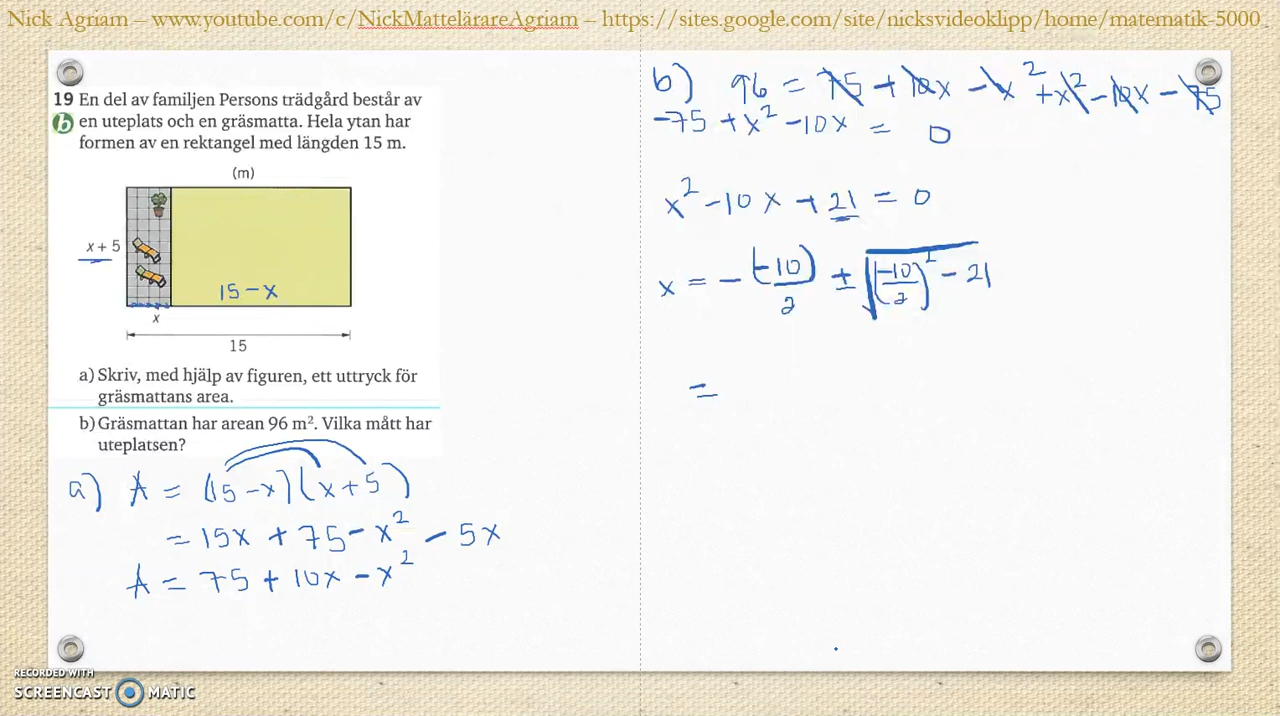 Nick Agriam – www.youtube.com/c/NickMattelärareAgriam – https://sites.google.com/site/nicksvideoklipp/home/matematik-5000
19 En del av familjen Persons trädgård består av
b en uteplats och en gräsmatta. Hela ytan har
formen av en rektangel med längden 15 m.
(m)
x + 5
15 - x
x
15
a) Skriv, med hjälp av figuren, ett uttryck för
gräsmattans area.
b) Gräsmattan har arean 96 m². Vilka mått har
uteplatsen?
a) A = (15 - x)(x + 5)
= 15x + 75 - x² - 5x
A = 75 + 10x - x²
b) 96 = 75 + 10x - x² + x² - 10x - 75
-75 + x² - 10x = 0
x² - 10x + 21 = 0
x = - (-10)/2 ± √((-10/2)² - 21
=
RECORDED WITH
SCREENCAST MATIC